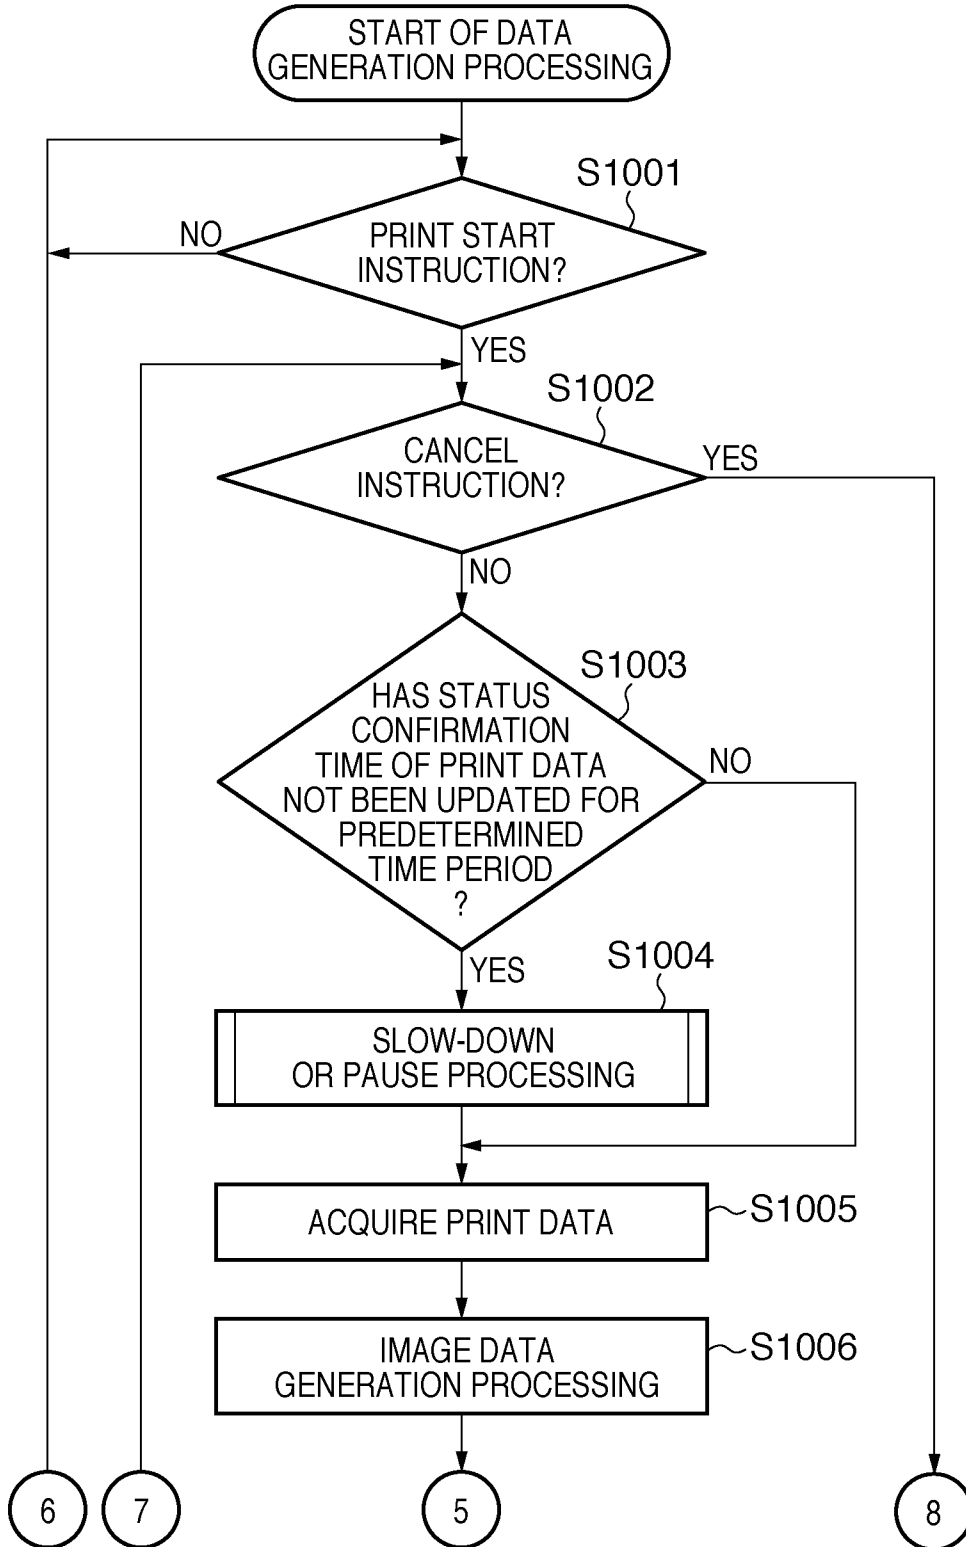 START OF DATA
GENERATION PROCESSING
S1001
NO
PRINT START
INSTRUCTION?
YES
S1002
CANCEL
INSTRUCTION?
YES
NO
S1003
HAS STATUS
CONFIRMATION
TIME OF PRINT DATA
NOT BEEN UPDATED FOR
PREDETERMINED
TIME PERIOD
?
NO
YES
S1004
SLOW-DOWN
OR PAUSE PROCESSING
ACQUIRE PRINT DATA
S1005
IMAGE DATA
GENERATION PROCESSING
S1006
6
7
5
8